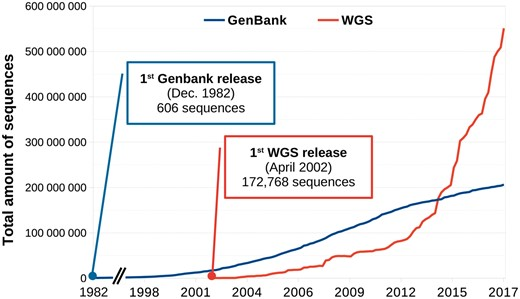 Total amount of sequences
600 000 000
500 000 000
400 000 000
300 000 000
200 000 000
100 000 000
0
GenBank WGS
1st Genbank release
(Dec. 1982)
606 sequences
1st WGS release
(April 2002)
172,768 sequences
1982 1998 2001 2004 2006 2009 2012 2015 2017